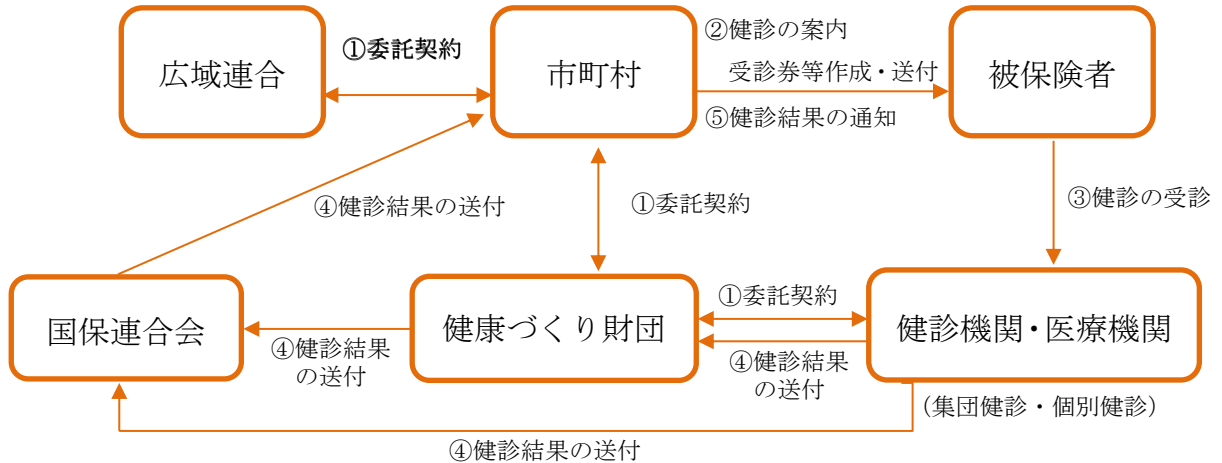 広域連合
①委託契約
市町村
②健診の案内
受診券等作成・送付
⑤健診結果の通知
被保険者
④健診結果の送付
①委託契約
③健診の受診
国保連合会
④健診結果
の送付
健康づくり財団
①委託契約
④健診結果
の送付
健診機関・医療機関
（集団健診・個別健診）
④健診結果の送付